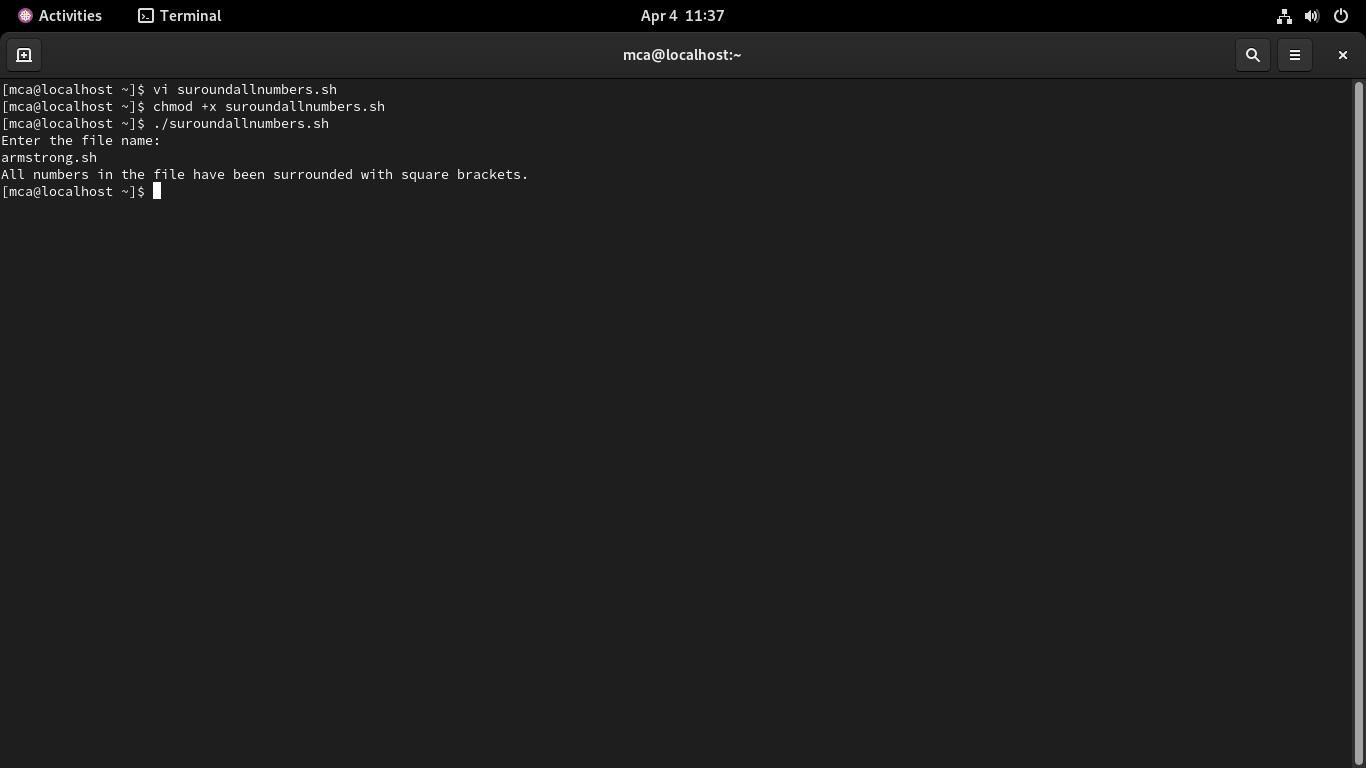 Activities Terminal Apr 4 11:37
mca@localhost:~
[mca@localhost ~]$ vi suroundallnumbers.sh
[mca@localhost ~]$ chmod +x suroundallnumbers.sh
[mca@localhost ~]$ ./suroundallnumbers.sh
Enter the file name:
armstrong.sh
All numbers in the file have been surrounded with square brackets.
[mca@localhost ~]$